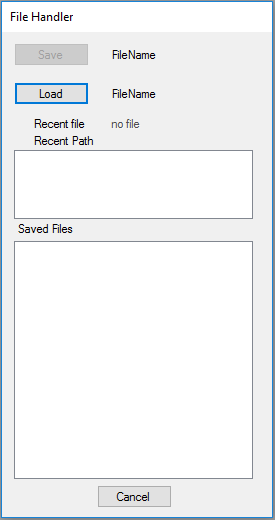 File Handler
Save FileName
Load FileName
Recent file no file
Recent Path
Saved Files
Cancel